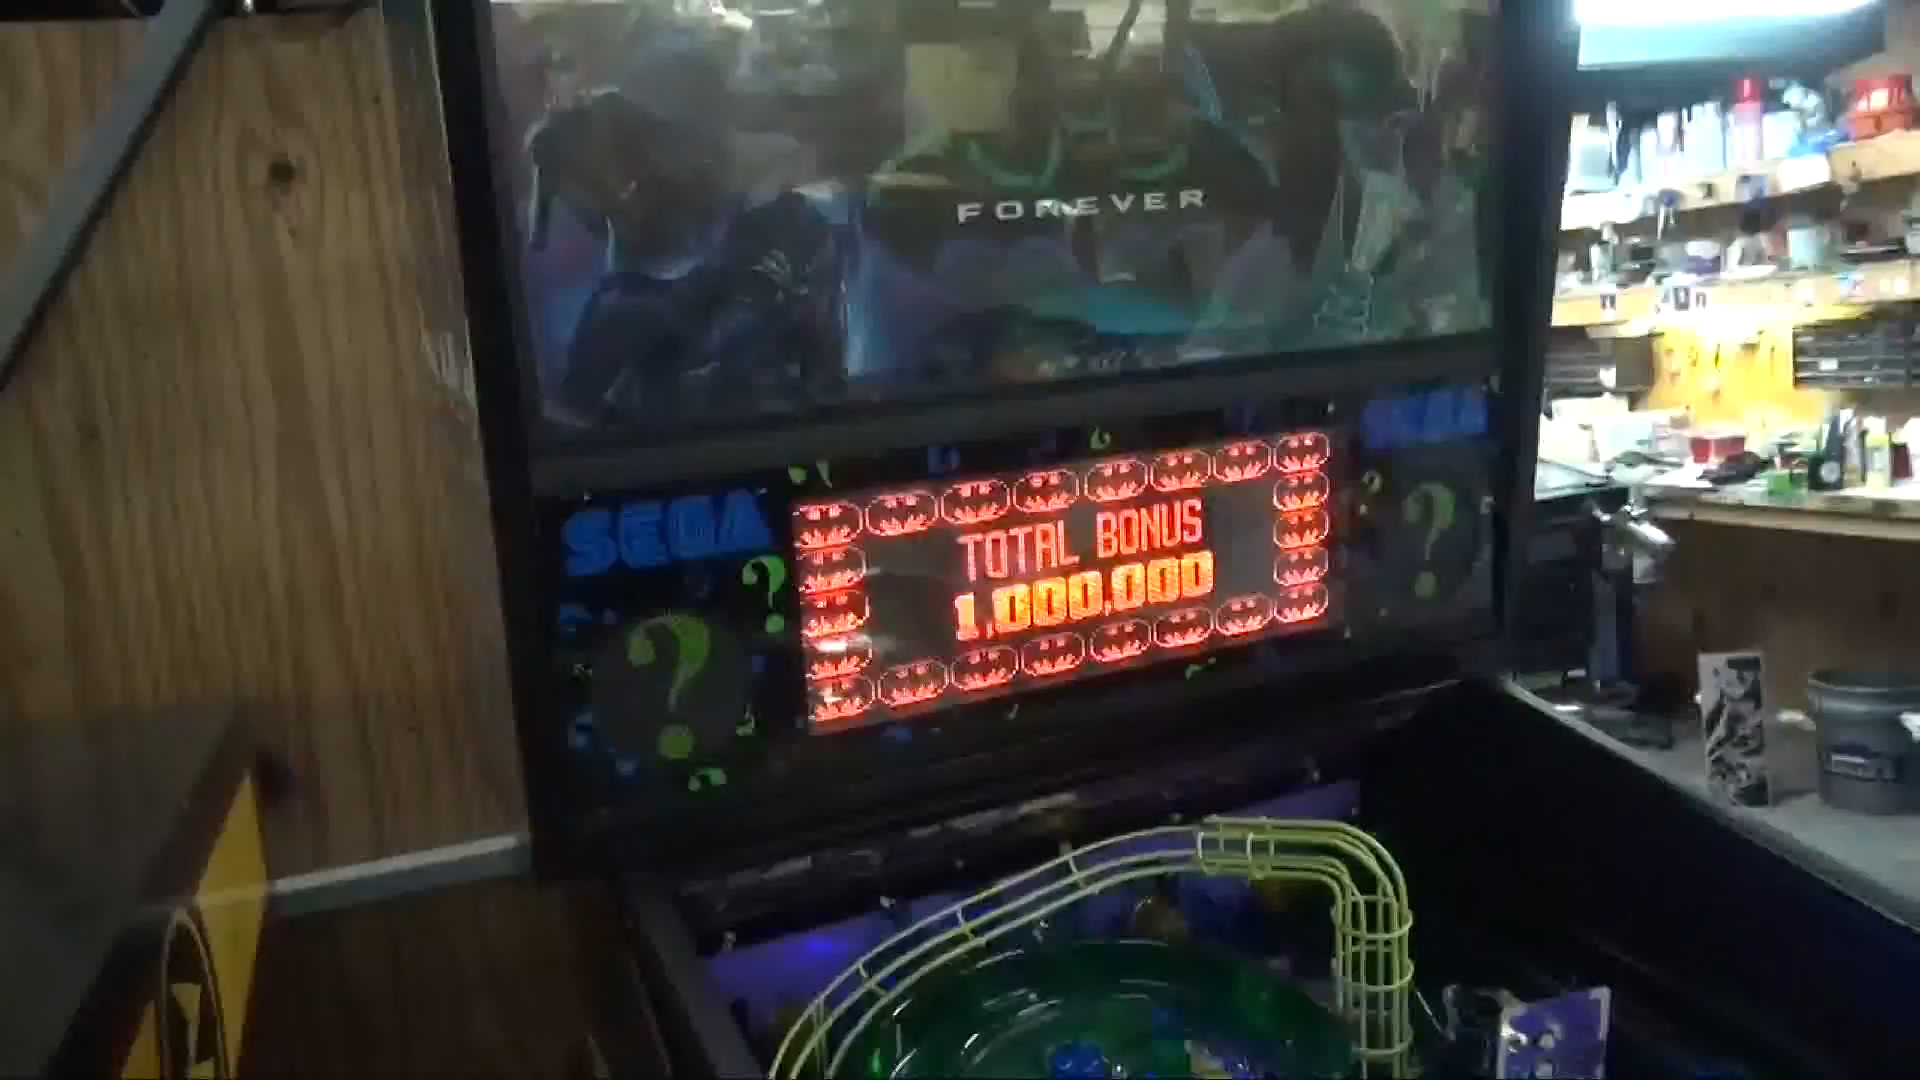 FOREVER
SEGA
SEGA
?
?
?
?
TOTAL BONUS
1,000,000